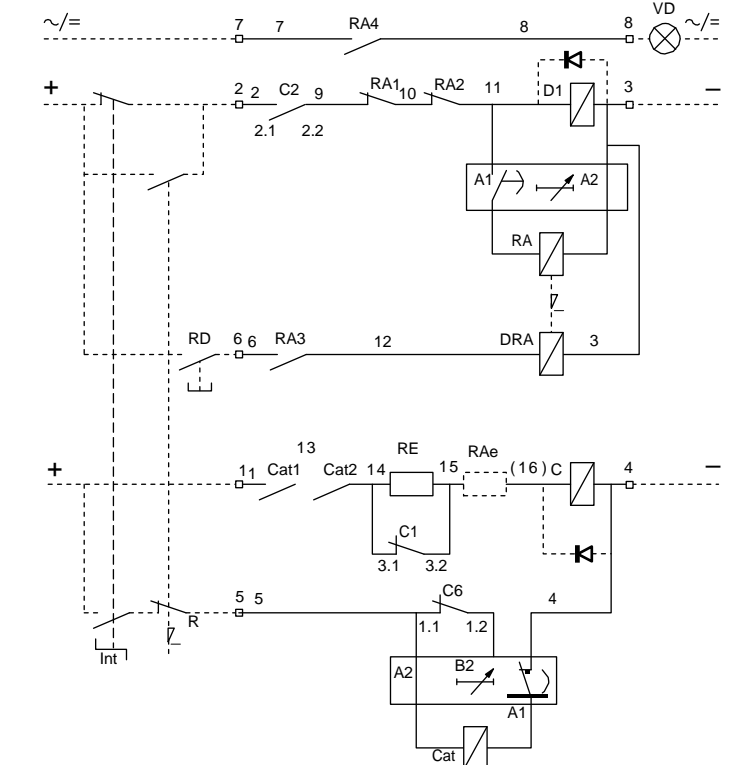 VD
~/= 7 7 RA4 8 8 ~/=
+ 2 2 C2 9 RA1 10 RA2 11 D1 3 −
2.1 2.2
A1 A2
RA
RD 6 6 RA3 12 DRA 3
13 RE RAe
+ 11 Cat1 Cat2 14 15 (16) C 4 −
C1
3.1 3.2
5 5 C6 4
R 1.1 1.2
Int
A2 B2
A1
Cat